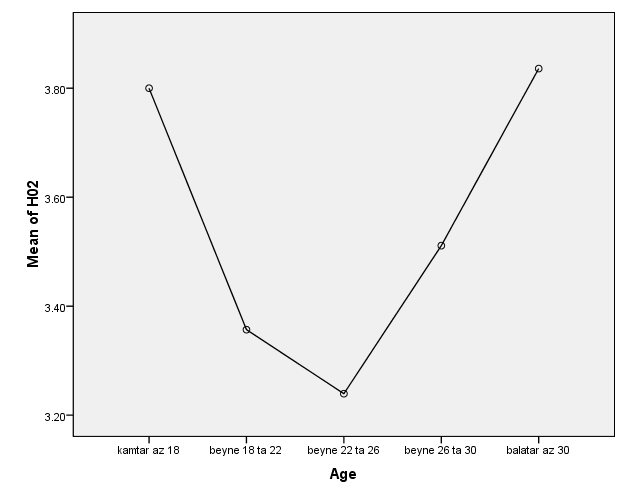 3.80
3.60
3.40
3.20
Mean of H02
kamtar az 18
beyne 18 ta 22
beyne 22 ta 26
beyne 26 ta 30
balatar az 30
Age